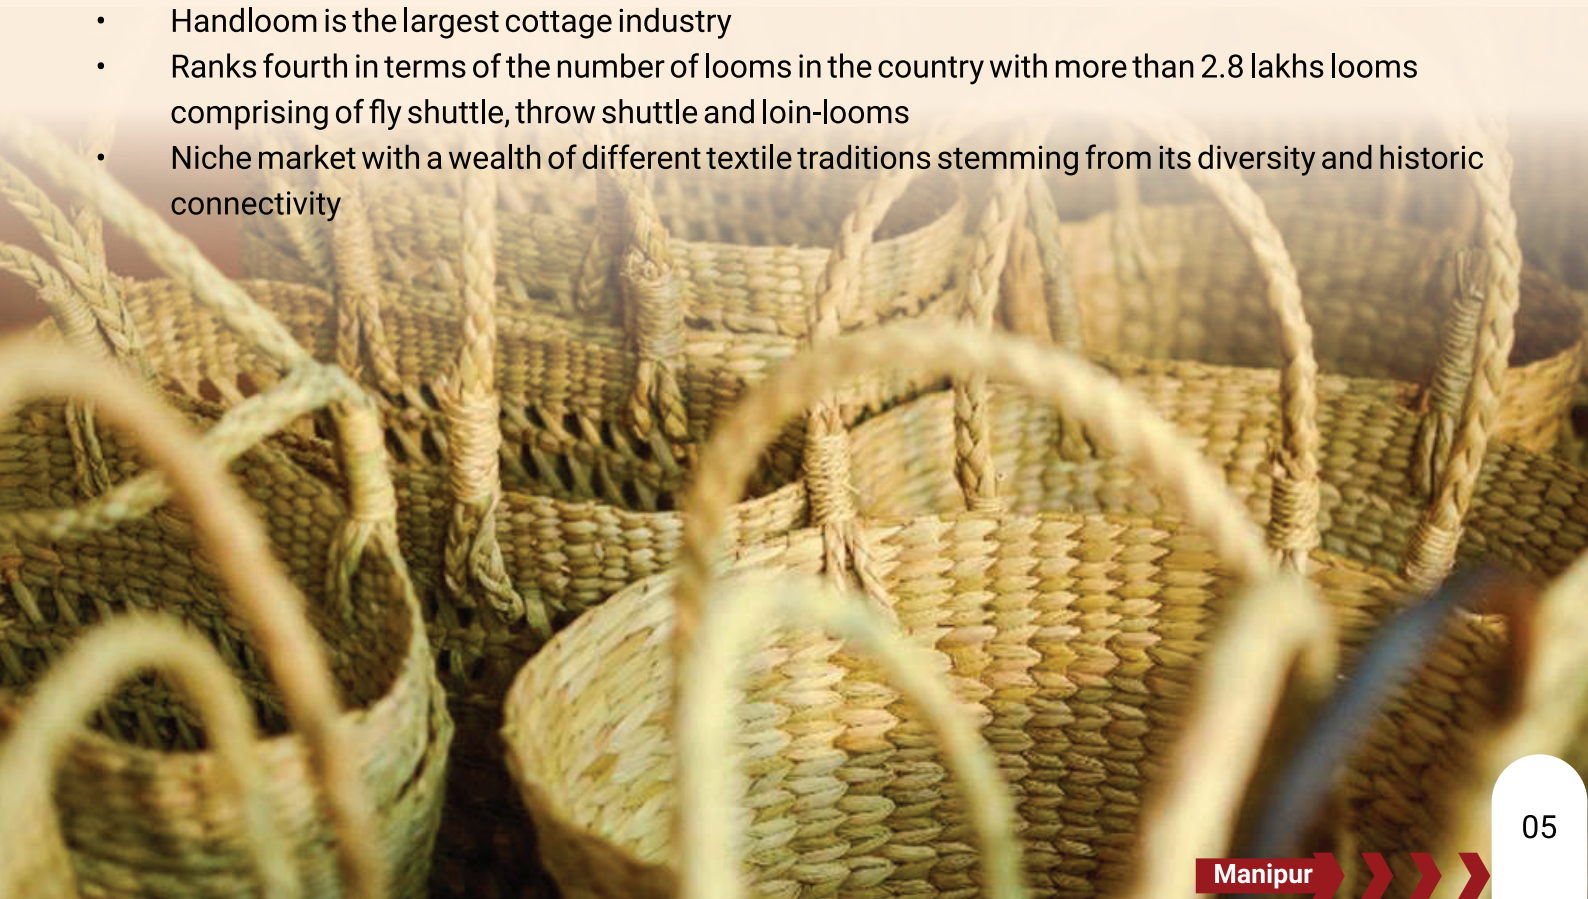 • Handloom is the largest cottage industry
• Ranks fourth in terms of the number of looms in the country with more than 2.8 lakhs looms
comprising of fly shuttle, throw shuttle and loin-looms
• Niche market with a wealth of different textile traditions stemming from its diversity and historic
connectivity
05
Manipur